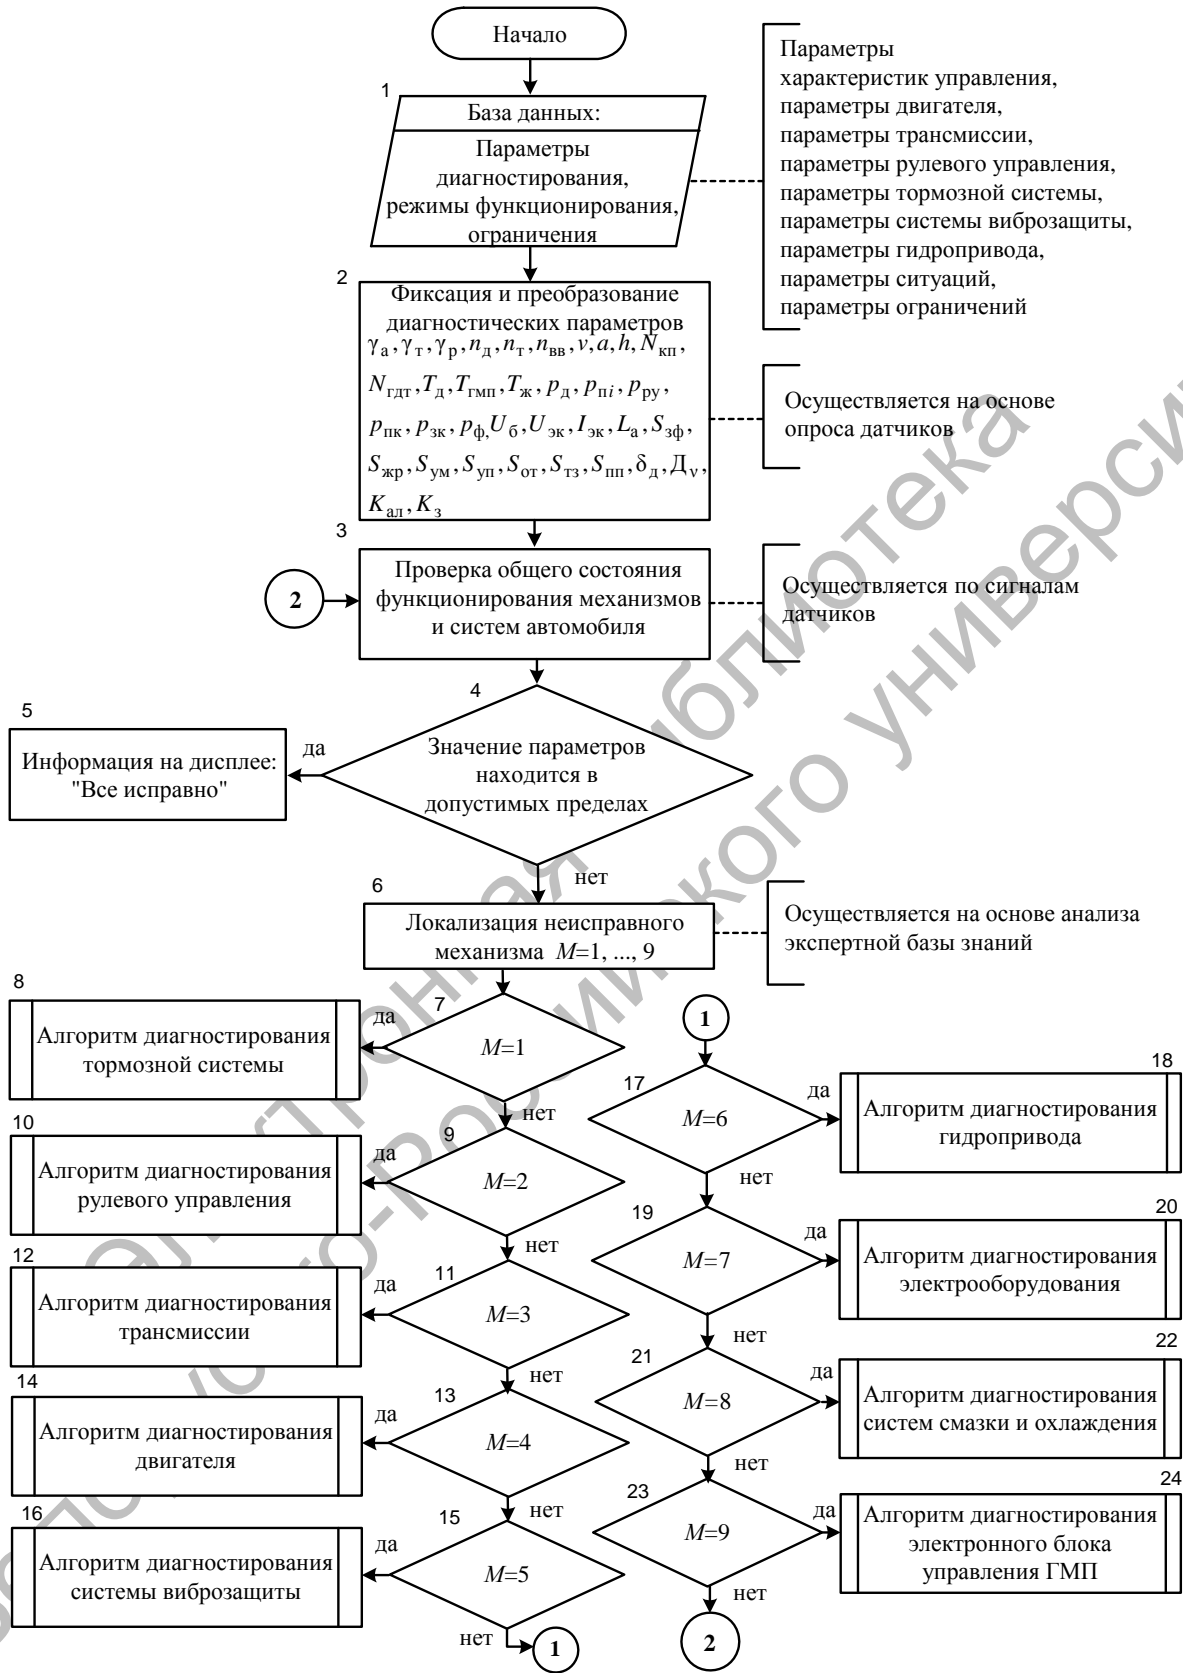 Начало
1
База данных:
Параметры
диагностирования,
режимы функционирования,
ограничения
Параметры
характеристик управления,
параметры двигателя,
параметры трансмиссии,
параметры рулевого управления,
параметры тормозной системы,
параметры системы виброзащиты,
параметры гидропривода,
параметры ситуаций,
параметры ограничений
2
Фиксация и преобразование
диагностических параметров
γа, γт, γр, nд, nт, nвв, v, a, h, Nкп,
Nгдт, Tд, Tгмп, Tж, pд, pпi, pру,
pпк, pзк, pф, Uб, Uэк, Iэк, Lа, Sзф,
Sжр, Sум, Sуп, Sот, Sтз, Sпп, δд, Дv,
Kал, Kз
Осуществляется на основе
опроса датчиков
3
2
Проверка общего состояния
функционирования механизмов
и систем автомобиля
Осуществляется по сигналам
датчиков
4
Значение параметров
находится в
допустимых пределах
да
5
Информация на дисплее:
"Все исправно"
нет
6
Локализация неисправного
механизма M=1, ..., 9
Осуществляется на основе анализа
экспертной базы знаний
7
M=1
да
8
Алгоритм диагностирования
тормозной системы
нет
9
M=2
да
10
Алгоритм диагностирования
рулевого управления
нет
11
M=3
да
12
Алгоритм диагностирования
трансмиссии
нет
13
M=4
да
14
Алгоритм диагностирования
двигателя
нет
15
M=5
да
16
Алгоритм диагностирования
системы виброзащиты
нет
1
1
17
M=6
да
18
Алгоритм диагностирования
гидропривода
нет
19
M=7
да
20
Алгоритм диагностирования
электрооборудования
нет
21
M=8
да
22
Алгоритм диагностирования
систем смазки и охлаждения
нет
23
M=9
да
24
Алгоритм диагностирования
электронного блока
управления ГМП
нет
2